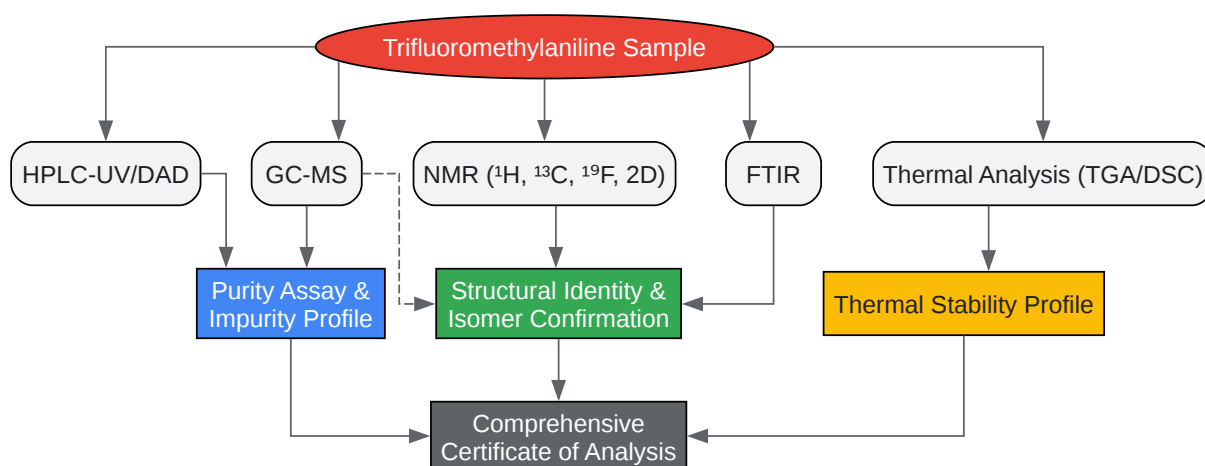 Trifluoromethylaniline Sample
HPLC-UV/DAD
GC-MS
NMR (¹H, ¹³C, ¹⁹F, 2D)
FTIR
Thermal Analysis (TGA/DSC)
Purity Assay &
Impurity Profile
Structural Identity &
Isomer Confirmation
Thermal Stability Profile
Comprehensive
Certificate of Analysis